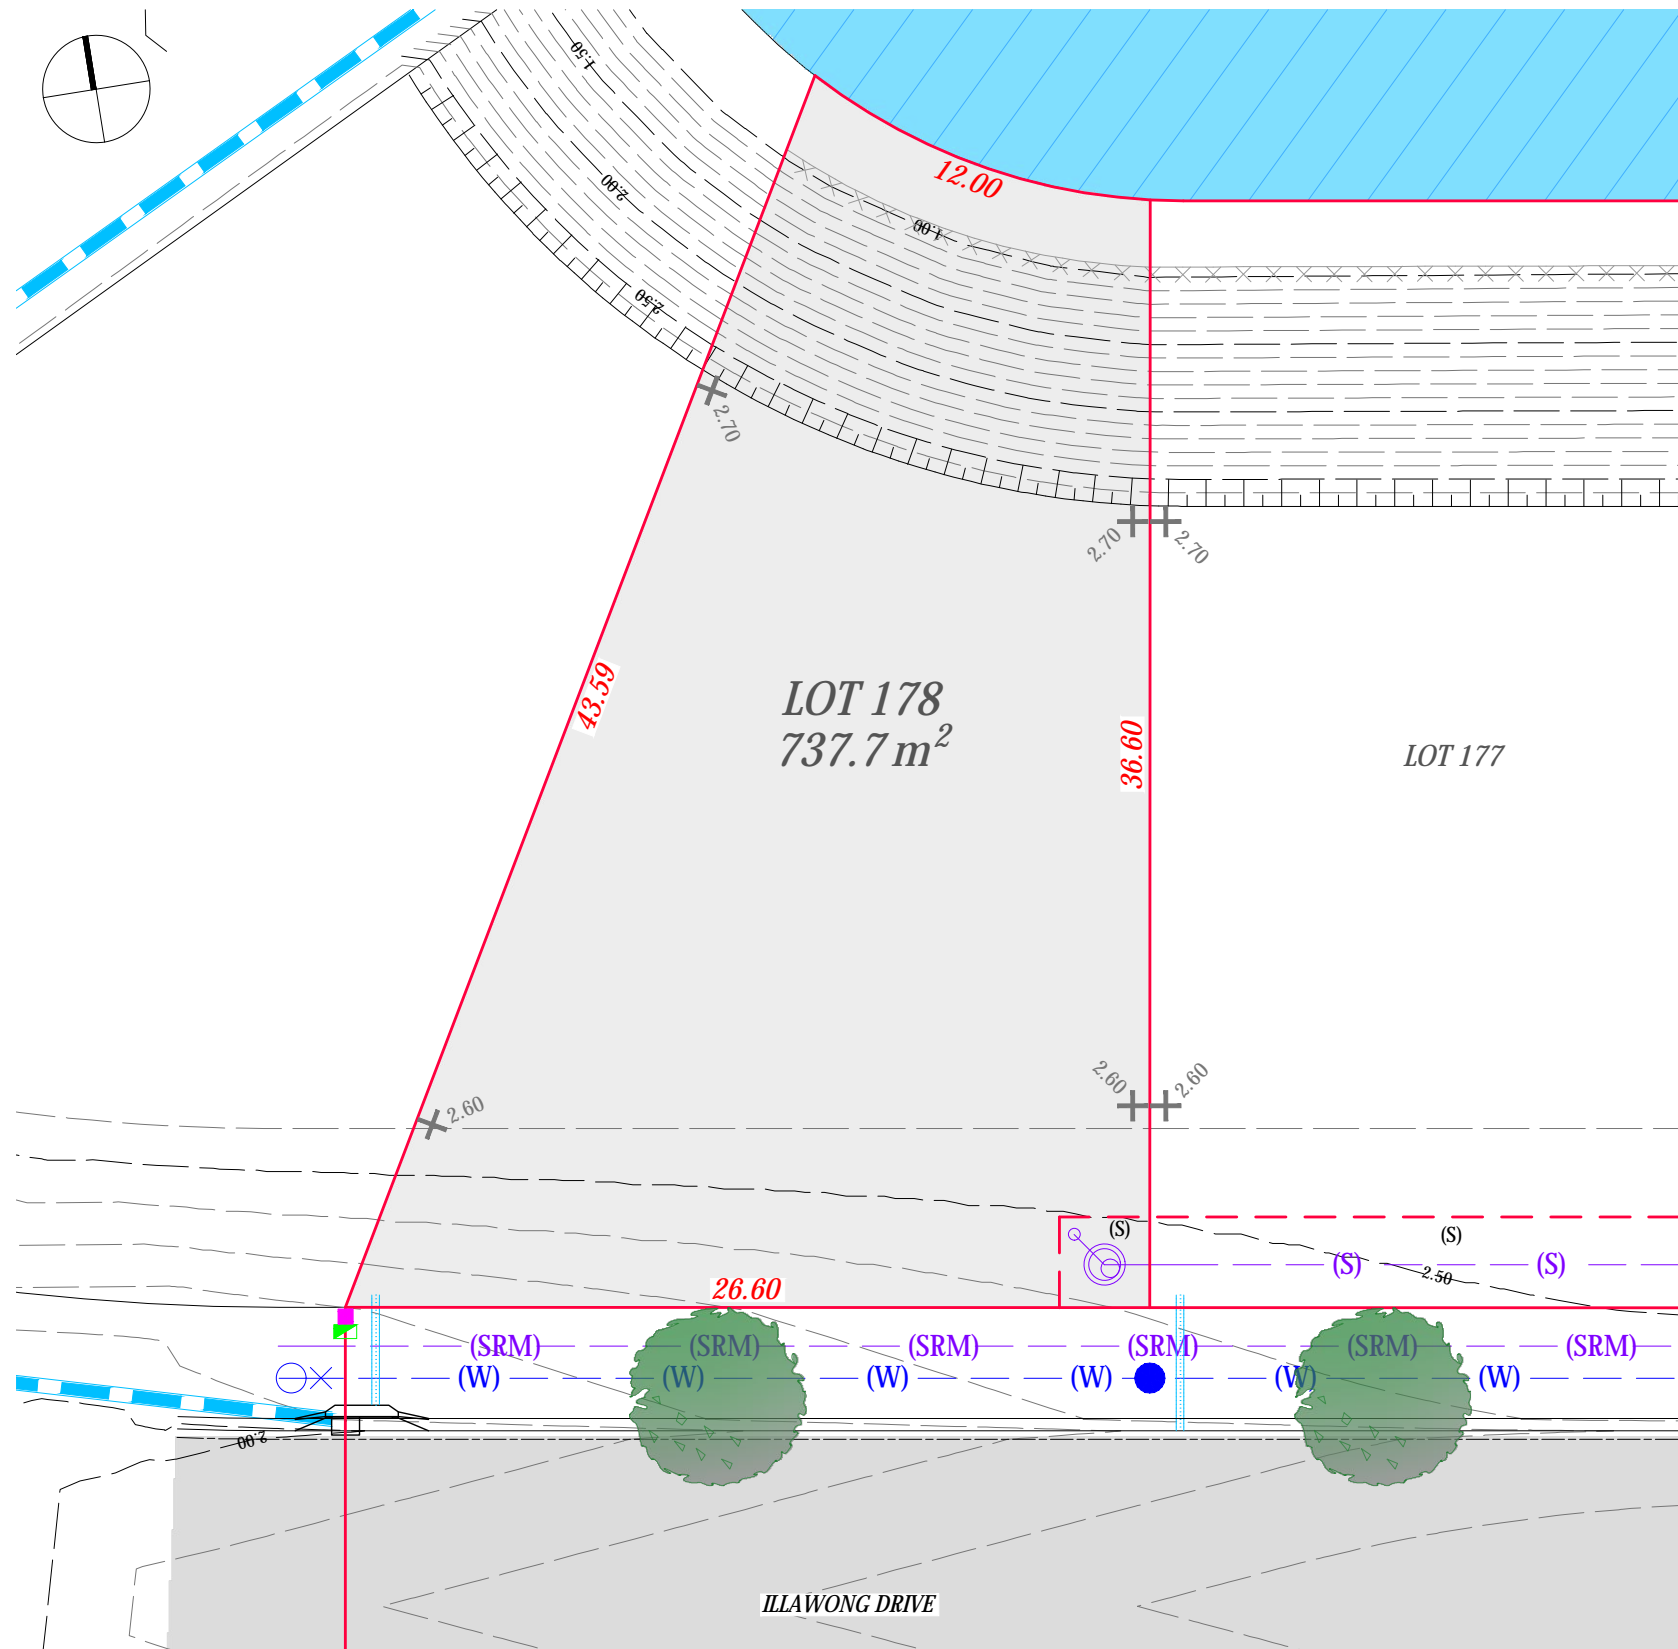 1.50
12.00
2.00
1.00
2.50
2.70
2.70
2.70
43.59
LOT 178
737.7 m²
36.60
LOT 177
2.60
2.60
2.60
(S)
(S)
(S)
(S)
2.50
26.60
(SRM)
(SRM)
(SRM)
(SRM)
(SRM)
(SRM)
(W)
(W)
(W)
(W)
(W)
(W)
2.00
ILLAWONG DRIVE